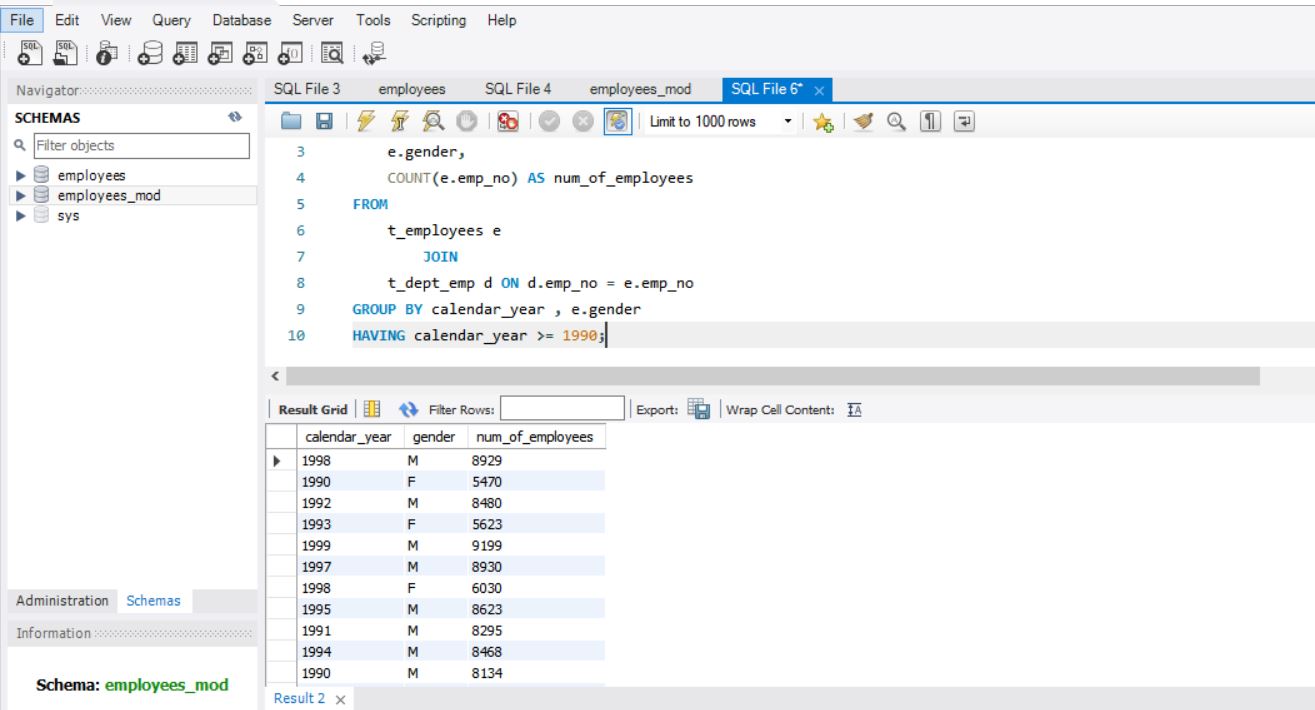 File Edit View Query Database Server Tools Scripting Help
SQL SQL
Navigator
SCHEMAS
Filter objects
employees
employees_mod
sys
Administration Schemas
Information
Schema: employees_mod
SQL File 3 employees SQL File 4 employees_mod SQL File 6*
Limit to 1000 rows
3 e.gender,
4 COUNT(e.emp_no) AS num_of_employees
5 FROM
6 t_employees e
7 JOIN
8 t_dept_emp d ON d.emp_no = e.emp_no
9 GROUP BY calendar_year , e.gender
10 HAVING calendar_year >= 1990;
Result Grid Filter Rows: Export: Wrap Cell Content: IA
calendar_year gender num_of_employees
1998 M 8929
1990 F 5470
1992 M 8480
1993 F 5623
1999 M 9199
1997 M 8930
1998 F 6030
1995 M 8623
1991 M 8295
1994 M 8468
1990 M 8134
Result 2